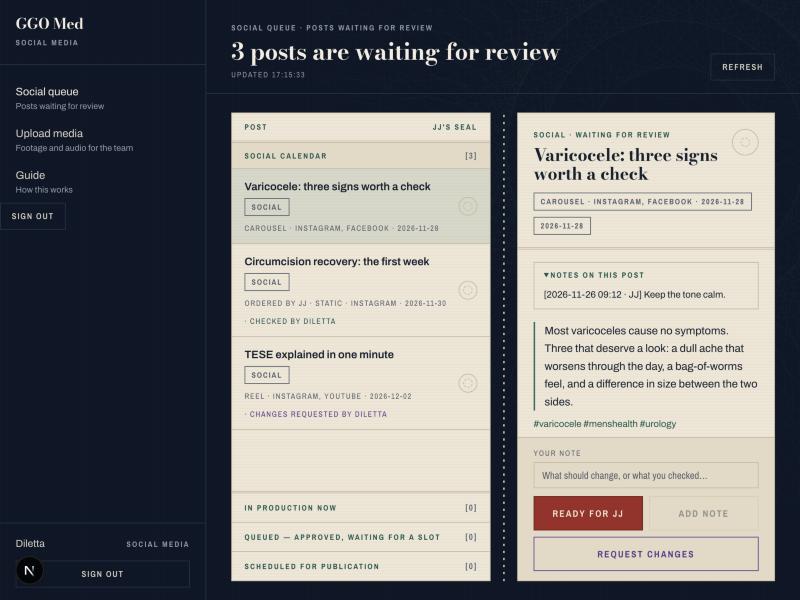 GGO Med
SOCIAL MEDIA
Social queue
Posts waiting for review
Upload media
Footage and audio for the team
Guide
How this works
SIGN OUT
Diletta
SOCIAL MEDIA
N
SIGN OUT
SOCIAL QUEUE · POSTS WAITING FOR REVIEW
3 posts are waiting for review
UPDATED 17:15:33
REFRESH
POST
JJ'S SEAL
SOCIAL CALENDAR
[3]
Varicocele: three signs worth a check
SOCIAL
CAROUSEL · INSTAGRAM, FACEBOOK · 2026-11-28
Circumcision recovery: the first week
SOCIAL
ORDERED BY JJ · STATIC · INSTAGRAM · 2026-11-30
· CHECKED BY DILETTA
TESE explained in one minute
SOCIAL
REEL · INSTAGRAM, YOUTUBE · 2026-12-02
· CHANGES REQUESTED BY DILETTA
IN PRODUCTION NOW
[0]
QUEUED — APPROVED, WAITING FOR A SLOT
[0]
SCHEDULED FOR PUBLICATION
[0]
SOCIAL · WAITING FOR REVIEW
Varicocele: three signs
worth a check
CAROUSEL · INSTAGRAM, FACEBOOK · 2026-11-28
2026-11-28
▾NOTES ON THIS POST
[2026-11-26 09:12 · JJ] Keep the tone calm.
Most varicoceles cause no symptoms.
Three that deserve a look: a dull ache that
worsens through the day, a bag-of-worms
feel, and a difference in size between the two
sides.
#varicocele #menshealth #urology
YOUR NOTE
What should change, or what you checked…
READY FOR JJ
ADD NOTE
REQUEST CHANGES